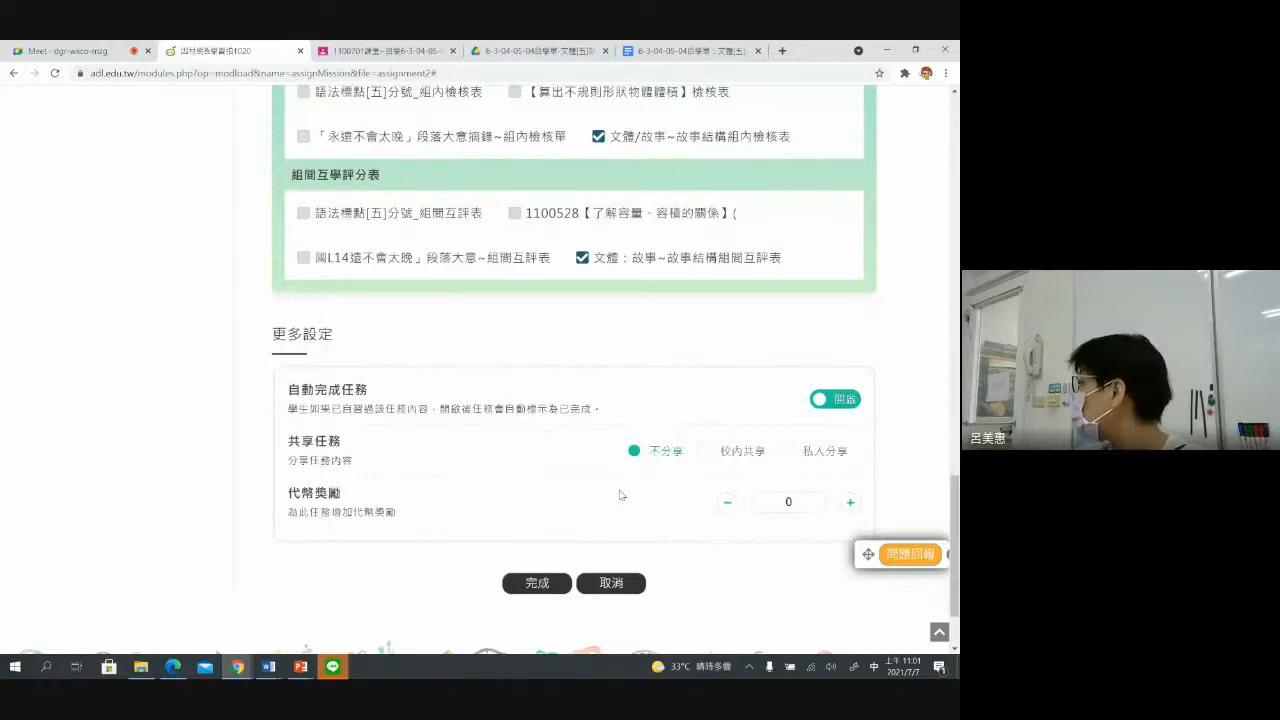 Meet - dgr-wkco-mzg
因材網&學習拍1020
1100701課堂~自學6-3-04-05-
6-3-04-05-04自學單-文體[五]
6-3-04-05-04自學單：文體[五]
adl.edu.tw/modules.php?op=modload&name=assignMission&file=assignment2#
語法標點[五]分號_組內檢核表
【算出不規則形狀物體體積】檢核表
「永遠不會太晚」段落大意摘錄~組內檢核單
文體/故事~故事結構組內檢核表
組間互學評分表
語法標點[五]分號_組間互評表
1100528【了解容量、容積的關係】(
國L14遠不會太晚」段落大意~組間互評表
文體：故事~故事結構組間互評表
更多設定
自動完成任務
開啟
學生如果已自習過該任務內容，開啟後任務會自動標示為已完成。
共享任務
不分享 校內共享 私人分享
分享任務內容
代幣獎勵
0
為此任務增加代幣獎勵
問題回報
完成 取消
呂美惠
33°C 晴時多雲
中
上午 11:01
2021/7/7